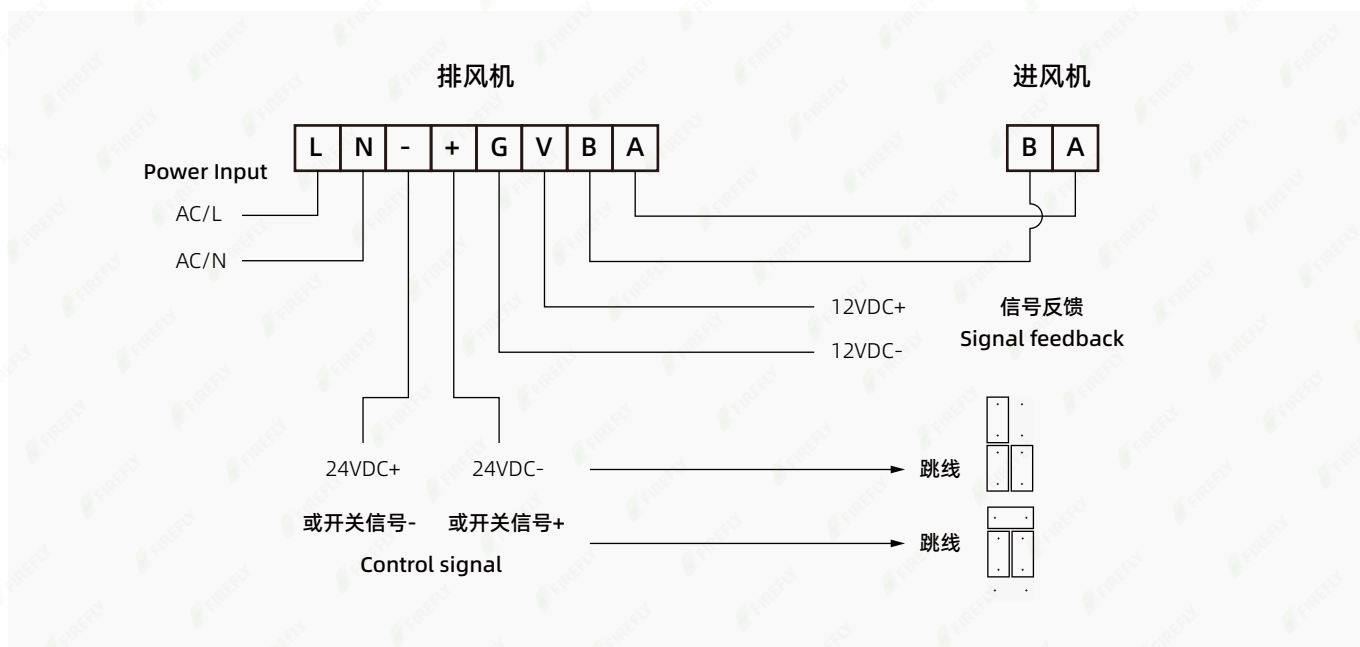 排风机
进风机
L N - + G V B A
B A
Power Input
AC/L
AC/N
12VDC+
12VDC-
信号反馈
Signal feedback
24VDC+
24VDC-
跳线
或开关信号-
或开关信号+
跳线
Control signal
FIREFLY